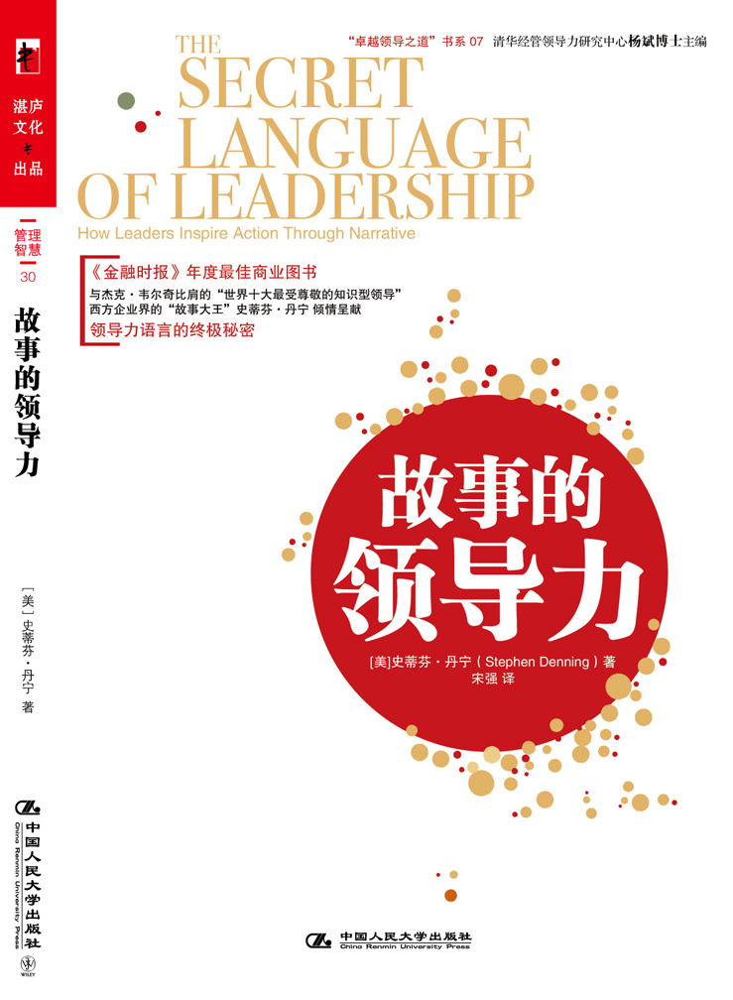 湛庐
文化
出品
管理
智慧
30
故事的领导力
[美]史蒂芬·丹宁 著
中国人民大学出版社
China Renmin University Press
WILEY
“卓越领导之道”书系 07 清华经管领导力研究中心杨斌博士主编
THE
SECRET
LANGUAGE
OF LEADERSHIP
How Leaders Inspire Action Through Narrative
《金融时报》年度最佳商业图书
与杰克·韦尔奇比肩的“世界十大最受尊敬的知识型领导”
西方企业界的“故事大王”史蒂芬·丹宁 倾情呈献
领导力语言的终极秘密
故事的
领导力
[美]史蒂芬·丹宁（Stephen Denning）著
宋强 译
中国人民大学出版社
China Renmin University Press